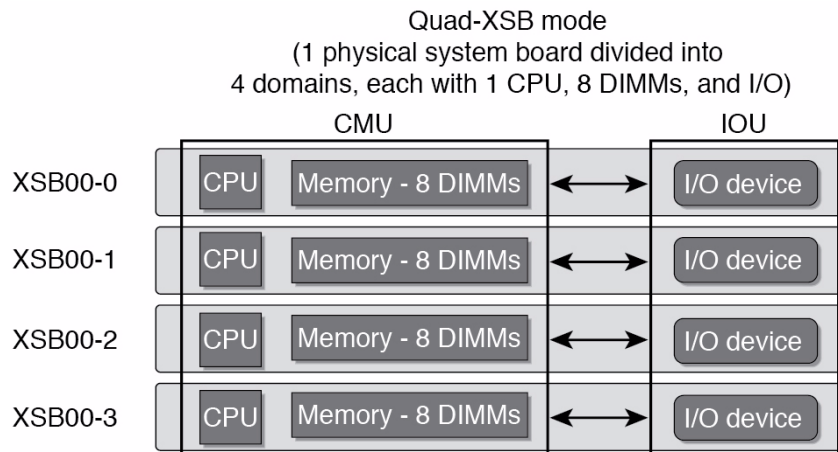 Quad-XSB mode
(1 physical system board divided into
4 domains, each with 1 CPU, 8 DIMMs, and I/O)
CMU IOU
XSB00-0 CPU Memory - 8 DIMMs I/O device
XSB00-1 CPU Memory - 8 DIMMs I/O device
XSB00-2 CPU Memory - 8 DIMMs I/O device
XSB00-3 CPU Memory - 8 DIMMs I/O device